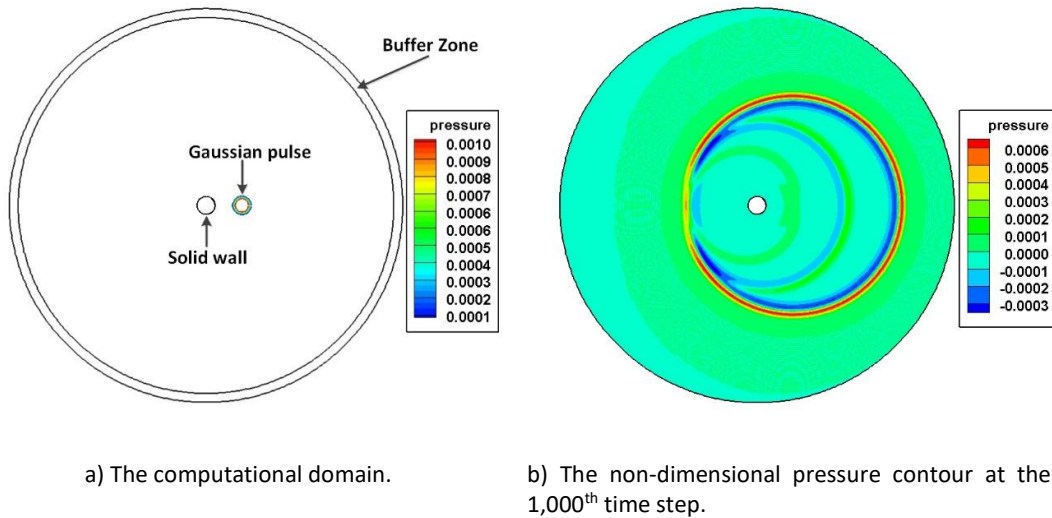 Buffer Zone
Gaussian pulse
Solid wall
pressure
0.0010
0.0009
0.0008
0.0007
0.0006
0.0006
0.0005
0.0004
0.0003
0.0002
0.0002
0.0001
pressure
0.0006
0.0005
0.0004
0.0003
0.0002
0.0001
0.0000
-0.0001
-0.0002
-0.0003
a) The computational domain.
b) The non-dimensional pressure contour at the
1,000th time step.